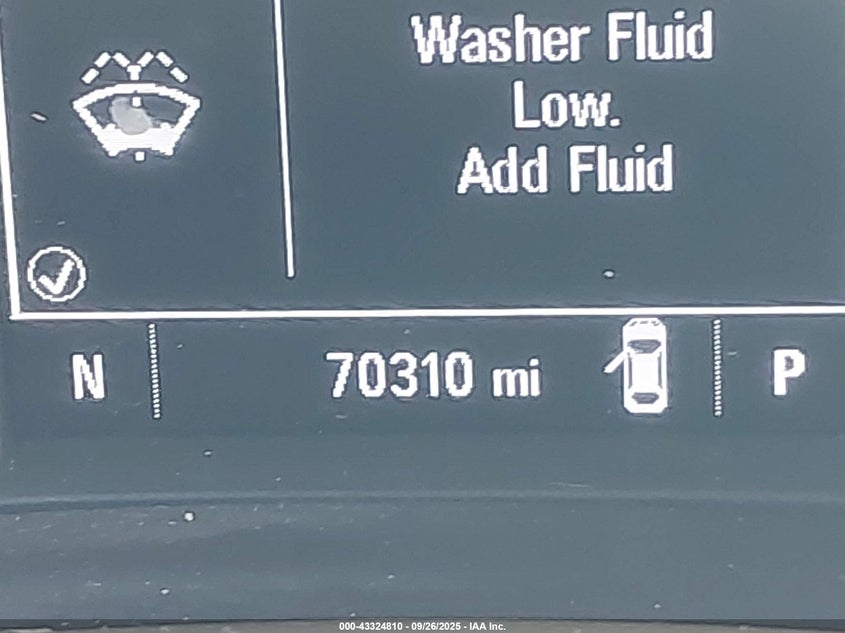 Washer Fluid
Low.
Add Fluid
N 70310 mi P
000-43324810 - 09/26/2025 - IAA Inc.